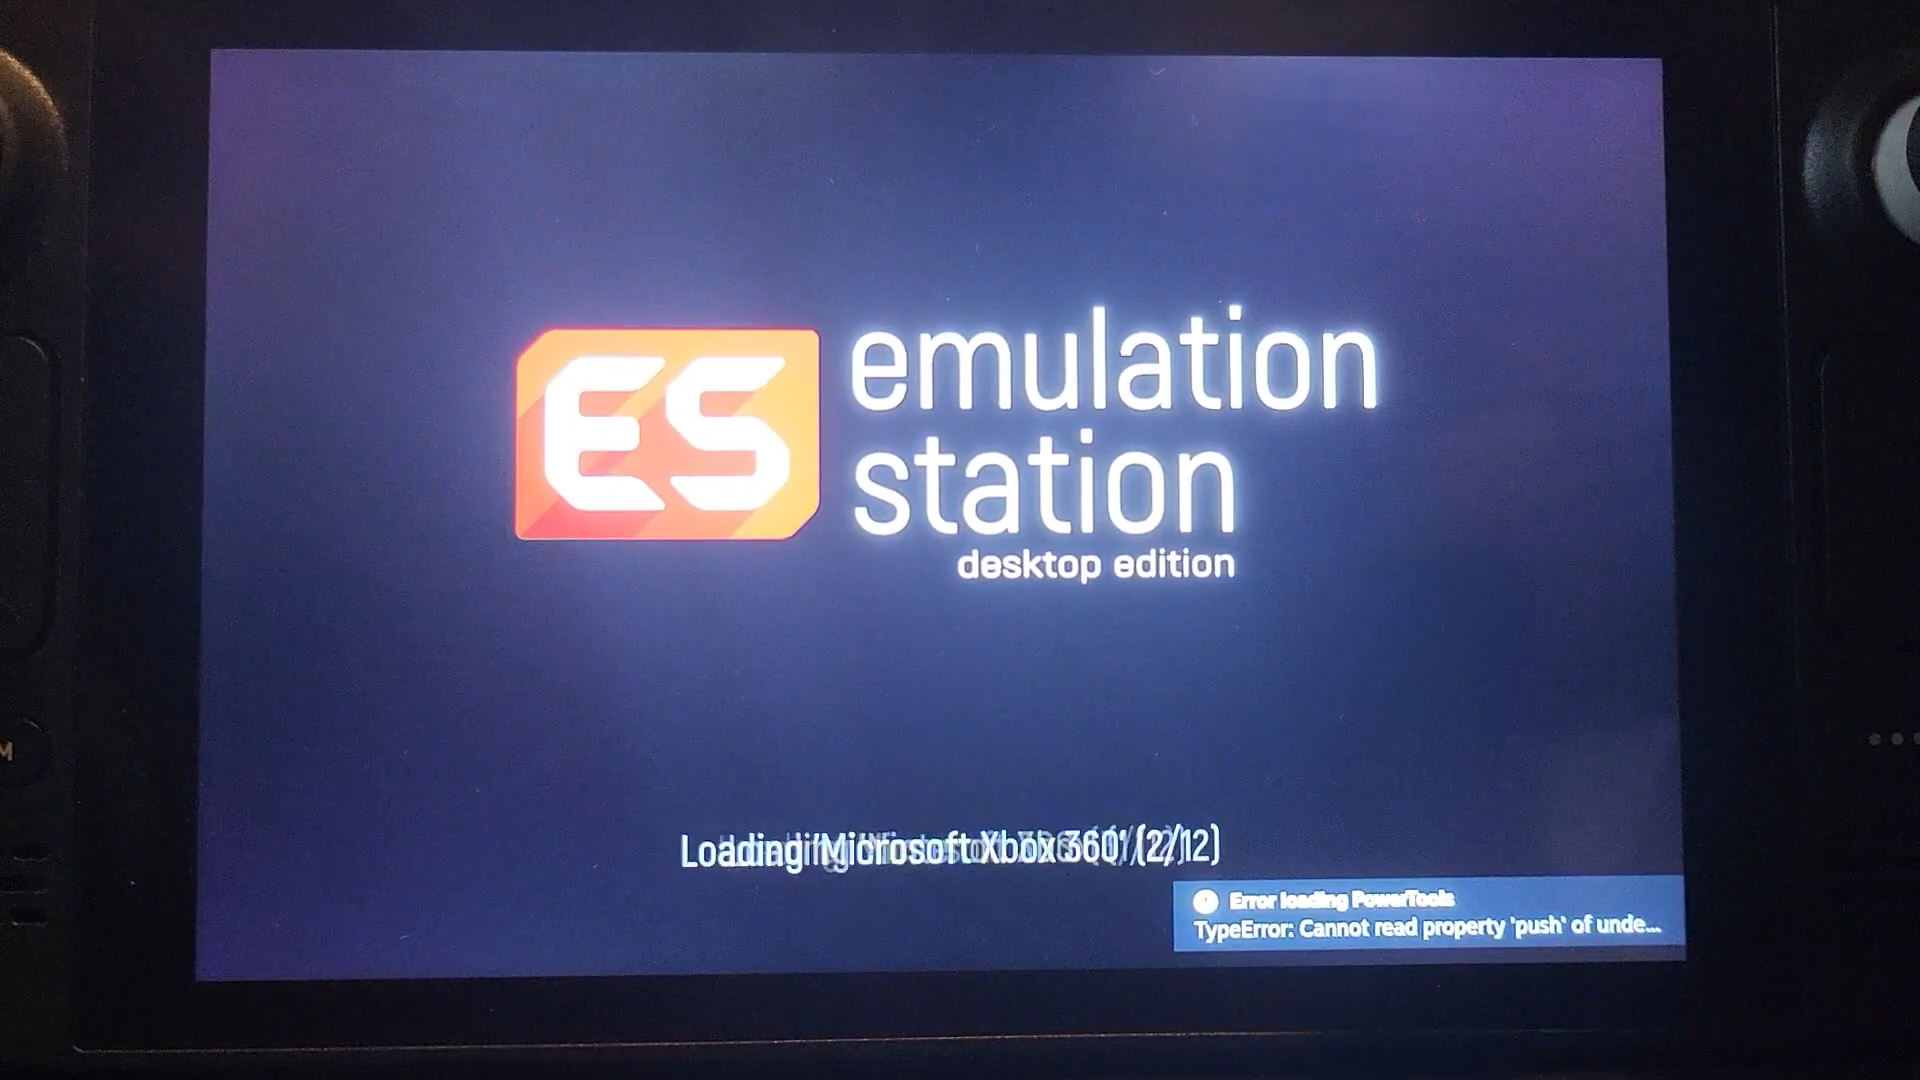 ES
emulation
station
desktop edition
Loading 'Microsoft Xbox 360' (2/12)
Error loading PowerTools
TypeError: Cannot read property 'push' of unde...
M